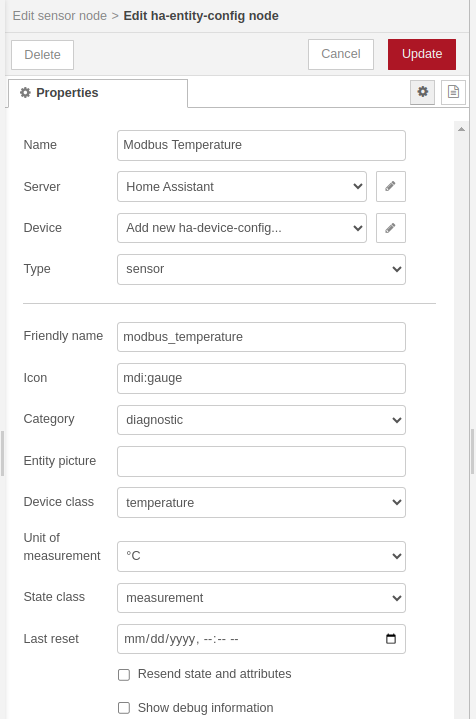 Edit sensor node > Edit ha-entity-config node
Delete Cancel Update
Properties
Name Modbus Temperature
Server Home Assistant
Device Add new ha-device-config...
Type sensor
Friendly name modbus_temperature
Icon mdi:gauge
Category diagnostic
Entity picture
Device class temperature
Unit of
measurement °C
State class measurement
Last reset mm/dd/yyyy, --:-- --
Resend state and attributes
Show debug information